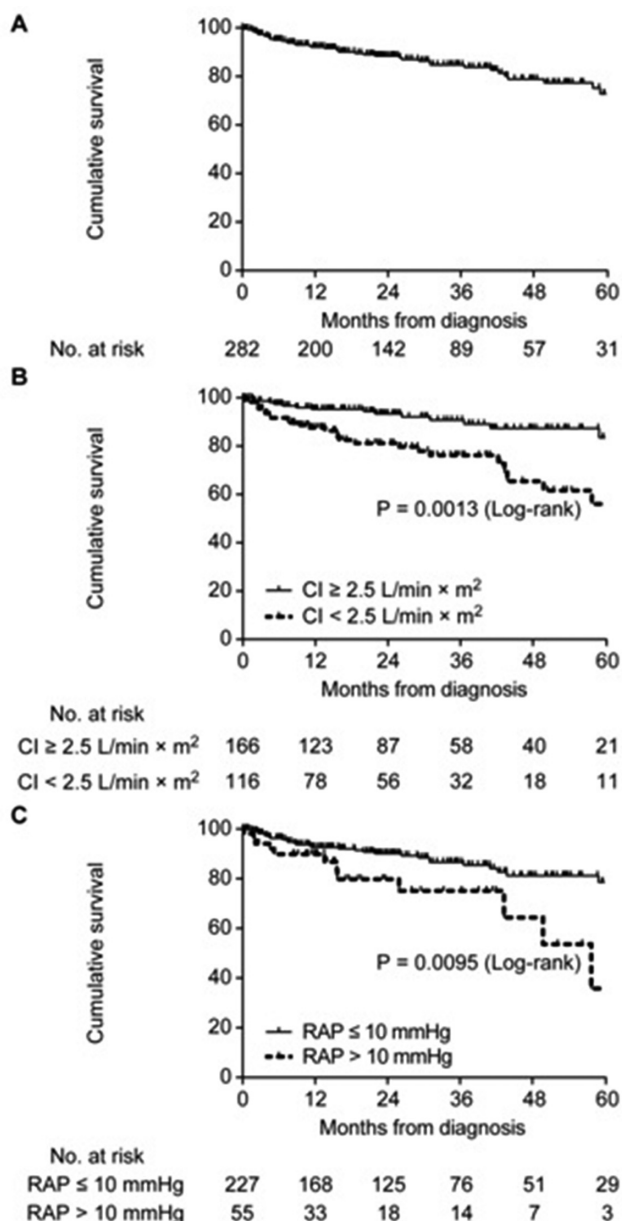 A
100
80
60
40
20
0
Cumulative survival
0 12 24 36 48 60
Months from diagnosis
No. at risk 282 200 142 89 57 31
B
100
80
60
40
20
0
Cumulative survival
P = 0.0013 (Log-rank)
CI ≥ 2.5 L/min × m²
CI < 2.5 L/min × m²
0 12 24 36 48 60
Months from diagnosis
No. at risk
CI ≥ 2.5 L/min × m² 166 123 87 58 40 21
CI < 2.5 L/min × m² 116 78 56 32 18 11
C
100
80
60
40
20
0
Cumulative survival
P = 0.0095 (Log-rank)
RAP ≤ 10 mmHg
RAP > 10 mmHg
0 12 24 36 48 60
Months from diagnosis
No. at risk
RAP ≤ 10 mmHg 227 168 125 76 51 29
RAP > 10 mmHg 55 33 18 14 7 3